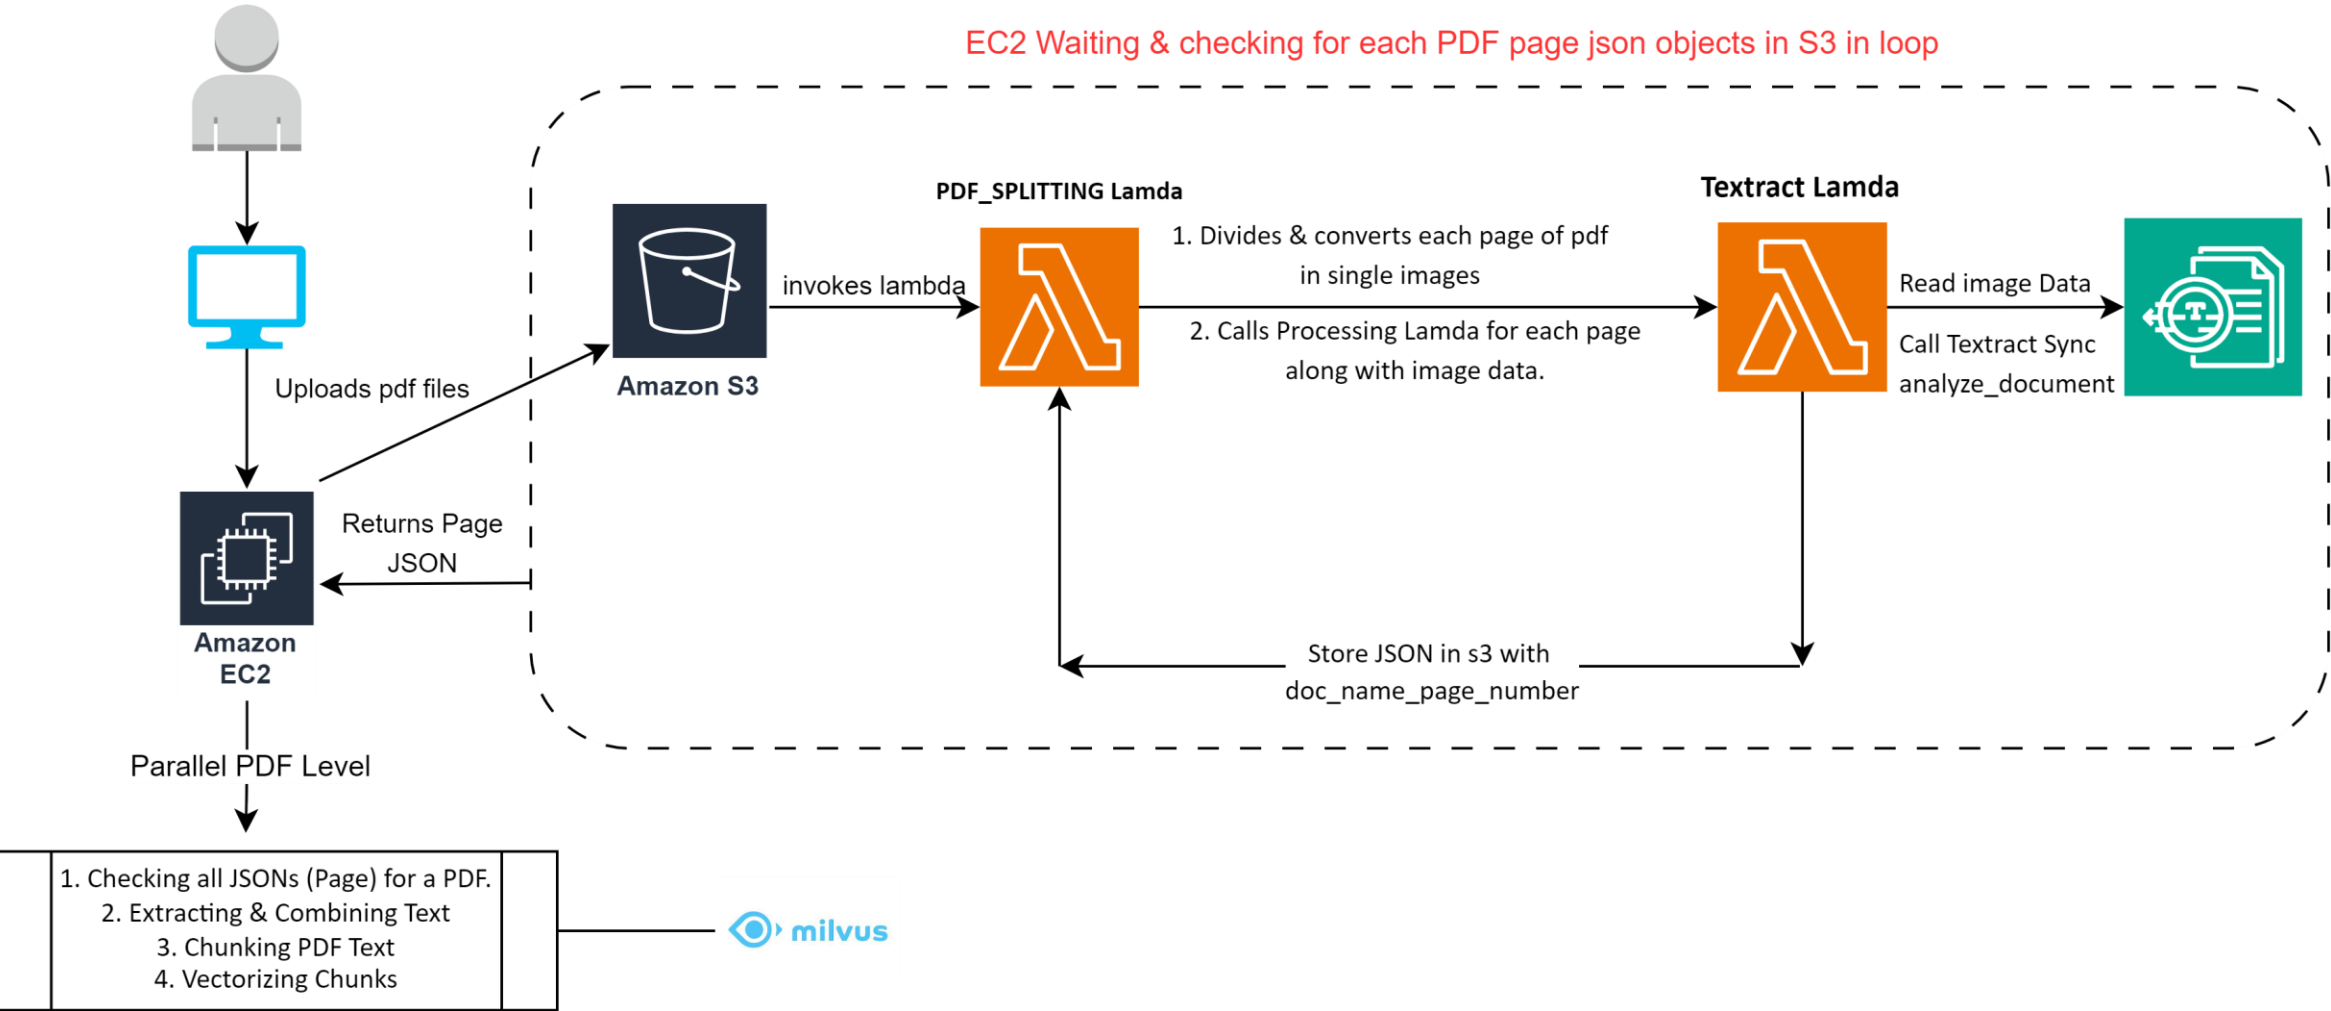 EC2 Waiting & checking for each PDF page json objects in S3 in loop
PDF_SPLITTING Lamda
Textract Lamda
1. Divides & converts each page of pdf
in single images
invokes lambda
Read image Data
2. Calls Processing Lamda for each page
along with image data.
Call Textract Sync
analyze_document
Amazon S3
Uploads pdf files
Returns Page
JSON
Amazon
EC2
Store JSON in s3 with
doc_name_page_number
Parallel PDF Level
1. Checking all JSONs (Page) for a PDF.
2. Extracting & Combining Text
3. Chunking PDF Text
4. Vectorizing Chunks
milvus